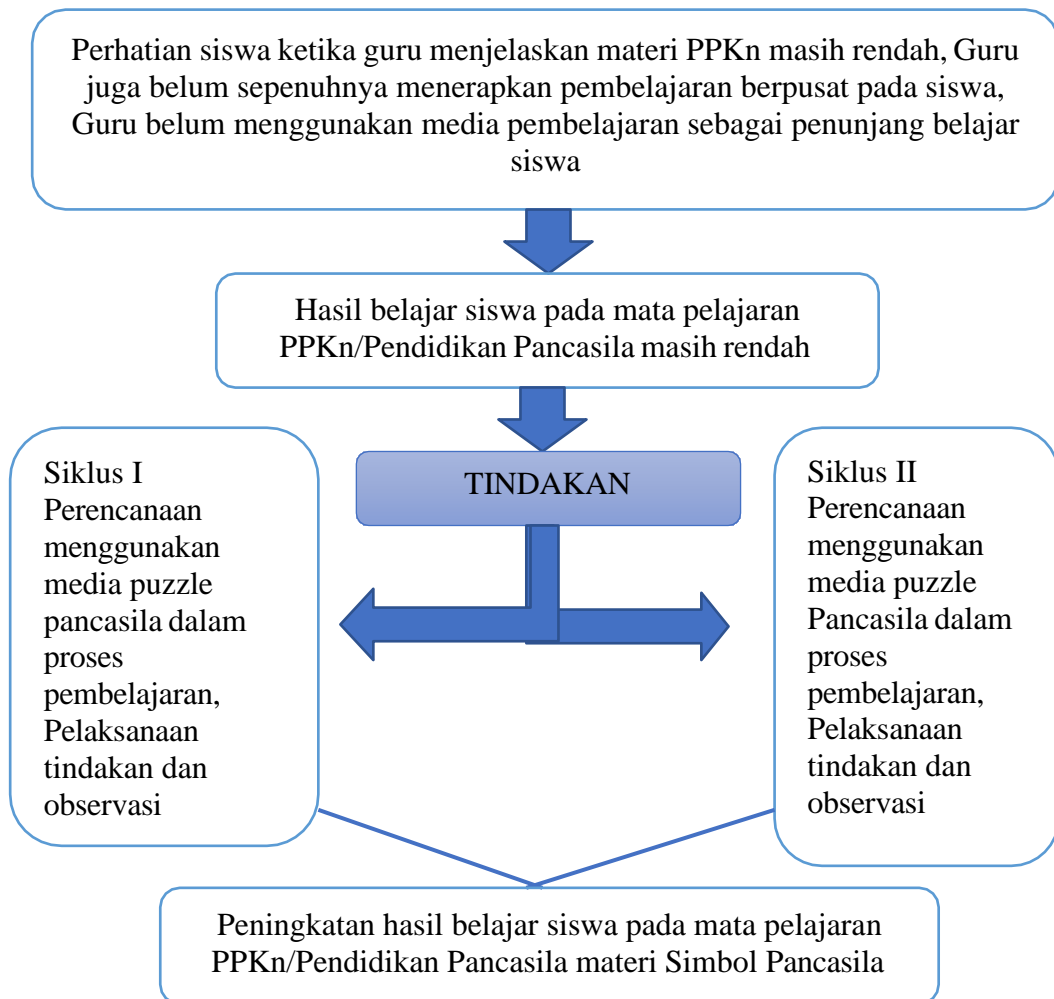 Perhatian siswa ketika guru menjelaskan materi PPKn masih rendah, Guru
juga belum sepenuhnya menerapkan pembelajaran berpusat pada siswa,
Guru belum menggunakan media pembelajaran sebagai penunjang belajar
siswa
Hasil belajar siswa pada mata pelajaran
PPKn/Pendidikan Pancasila masih rendah
TINDAKAN
Siklus I
Perencanaan
menggunakan
media puzzle
pancasila dalam
proses
pembelajaran,
Pelaksanaan
tindakan dan
observasi
Siklus II
Perencanaan
menggunakan
media puzzle
Pancasila dalam
proses
pembelajaran,
Pelaksanaan
tindakan dan
observasi
Peningkatan hasil belajar siswa pada mata pelajaran
PPKn/Pendidikan Pancasila materi Simbol Pancasila